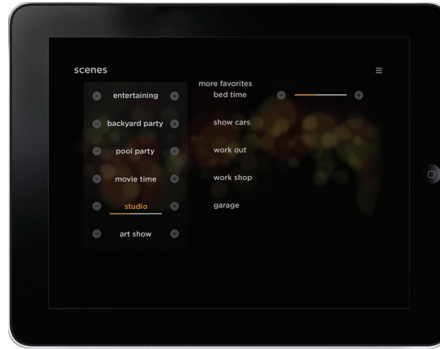 scenes
entertaining
backyard party
pool party
movie time
studio
art show
more favorites
bed time
show cars
work out
work shop
garage